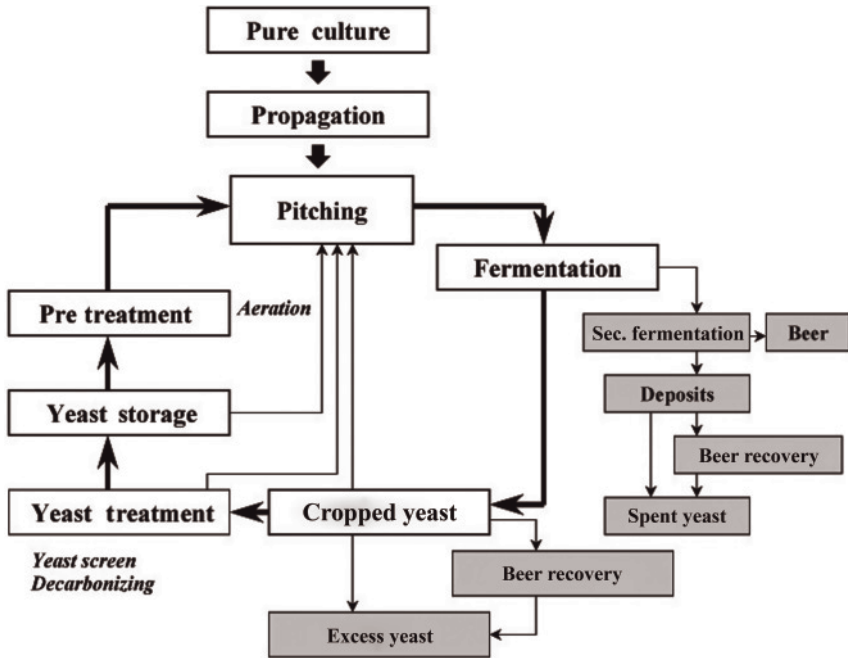 Pure culture
Propagation
Pitching
Fermentation
Pre treatment
Aeration
Sec. fermentation
Beer
Deposits
Yeast storage
Beer recovery
Yeast treatment
Cropped yeast
Spent yeast
Yeast screen
Decarbonizing
Beer recovery
Excess yeast